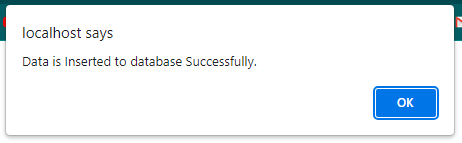 localhost says
Data is Inserted to database Successfully.
OK